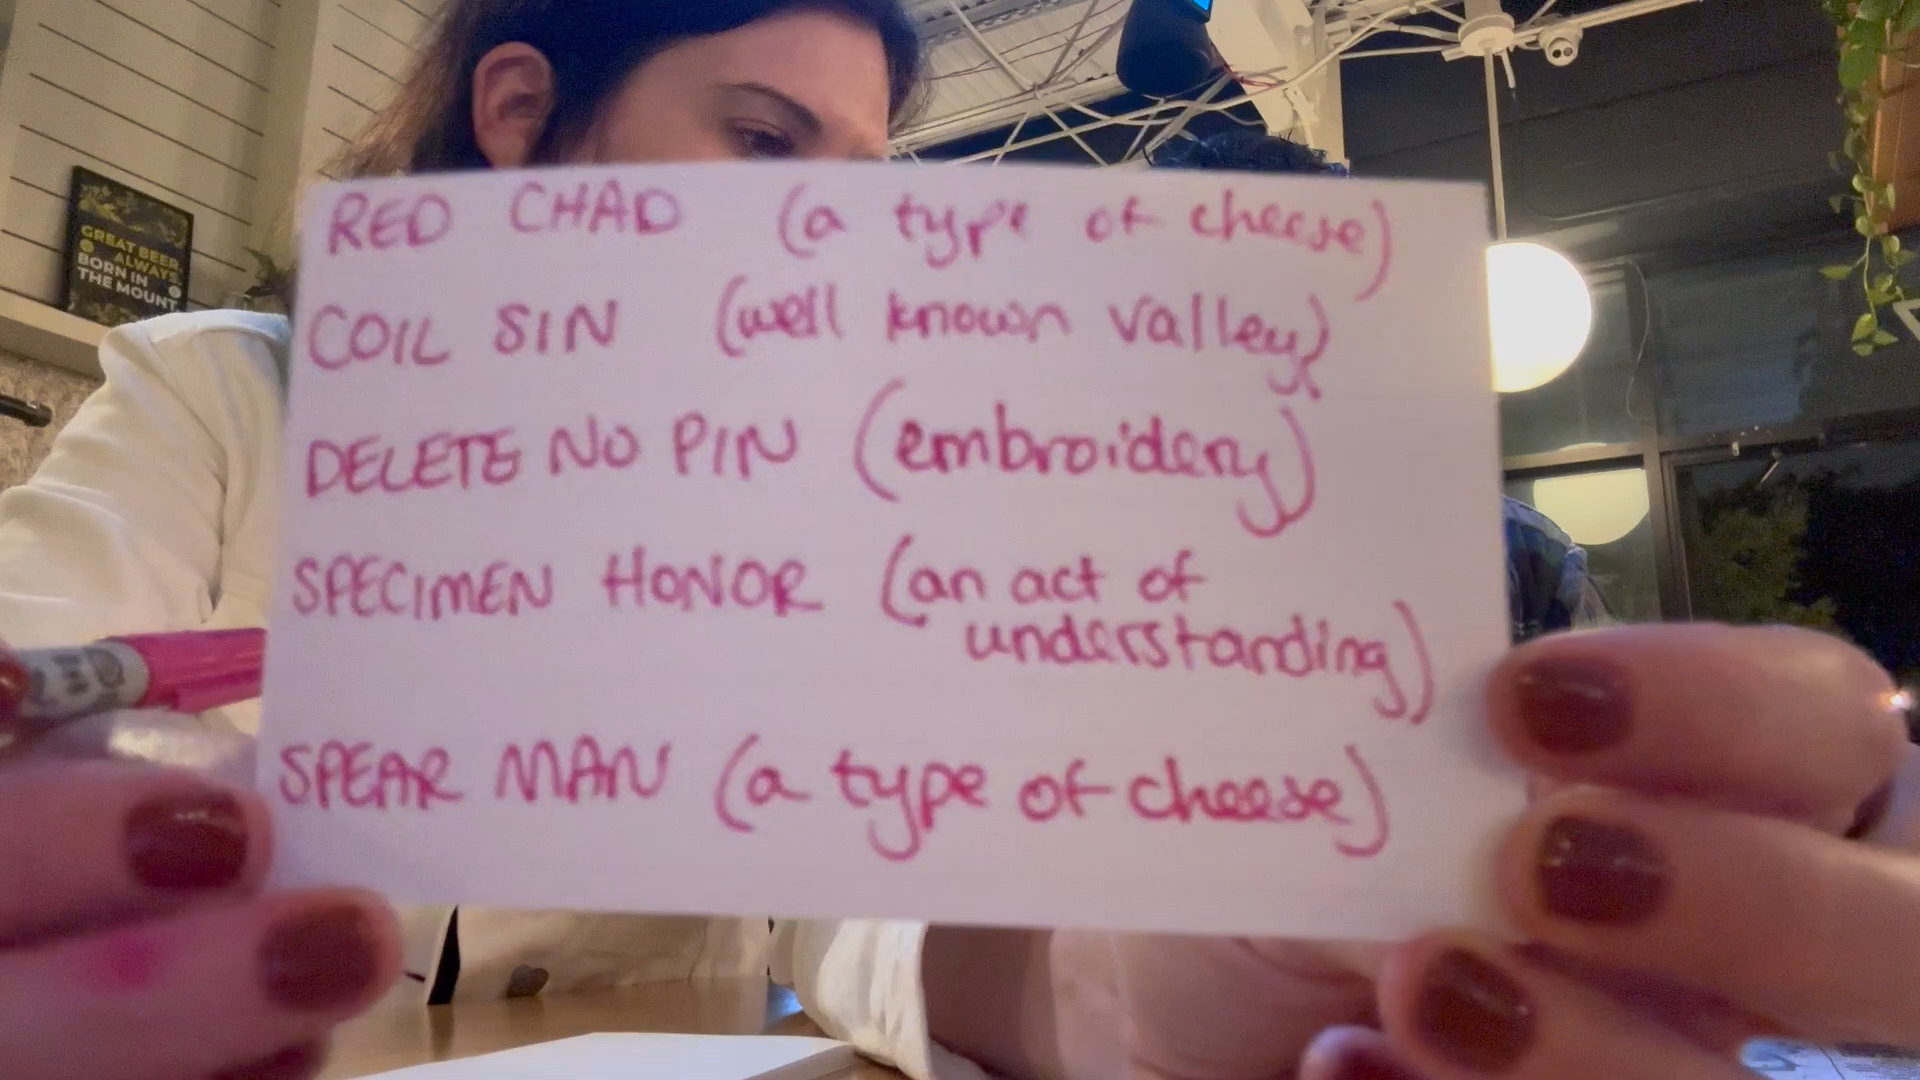 GREAT BEER,
ALWAYS
BORN IN
THE MOUNT
RED CHAD (a type of cheese)
COIL SIN (well known valley)
DELETE NO PIN (embroidery)
SPECIMEN HONOR (an act of
understanding)
SPEAR MAN (a type of cheese)